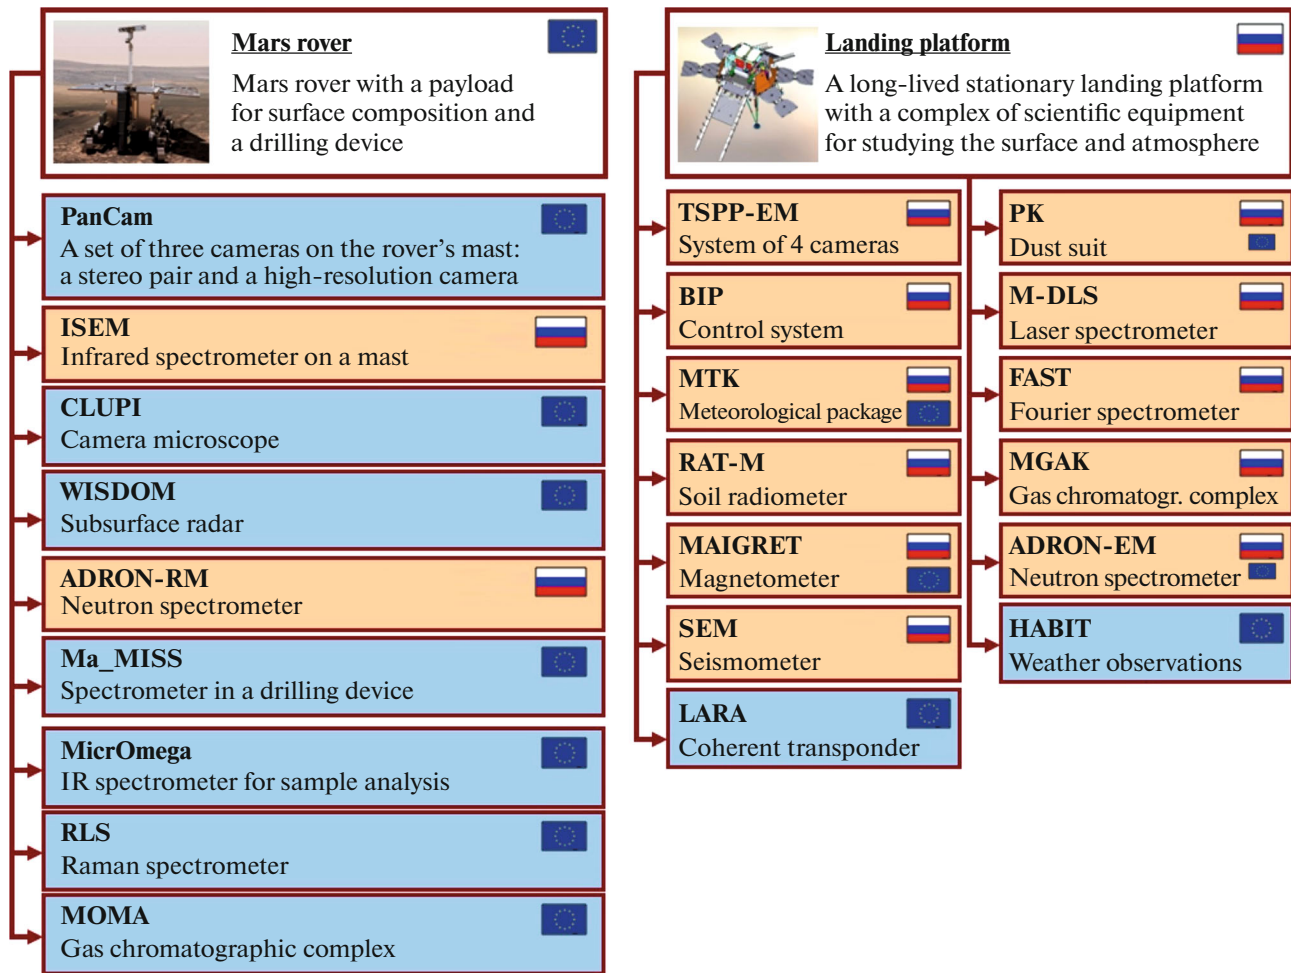 Mars rover
Mars rover with a payload
for surface composition and
a drilling device
PanCam
A set of three cameras on the rover’s mast:
a stereo pair and a high-resolution camera
ISEM
Infrared spectrometer on a mast
CLUPI
Camera microscope
WISDOM
Subsurface radar
ADRON-RM
Neutron spectrometer
Ma_MISS
Spectrometer in a drilling device
MicrOmega
IR spectrometer for sample analysis
RLS
Raman spectrometer
MOMA
Gas chromatographic complex
Landing platform
A long-lived stationary landing platform
with a complex of scientific equipment
for studying the surface and atmosphere
TSPP-EM
System of 4 cameras
BIP
Control system
MTK
Meteorological package
RAT-M
Soil radiometer
MAIGRET
Magnetometer
SEM
Seismometer
LARA
Coherent transponder
PK
Dust suit
M-DLS
Laser spectrometer
FAST
Fourier spectrometer
MGAK
Gas chromatogr. complex
ADRON-EM
Neutron spectrometer
HABIT
Weather observations